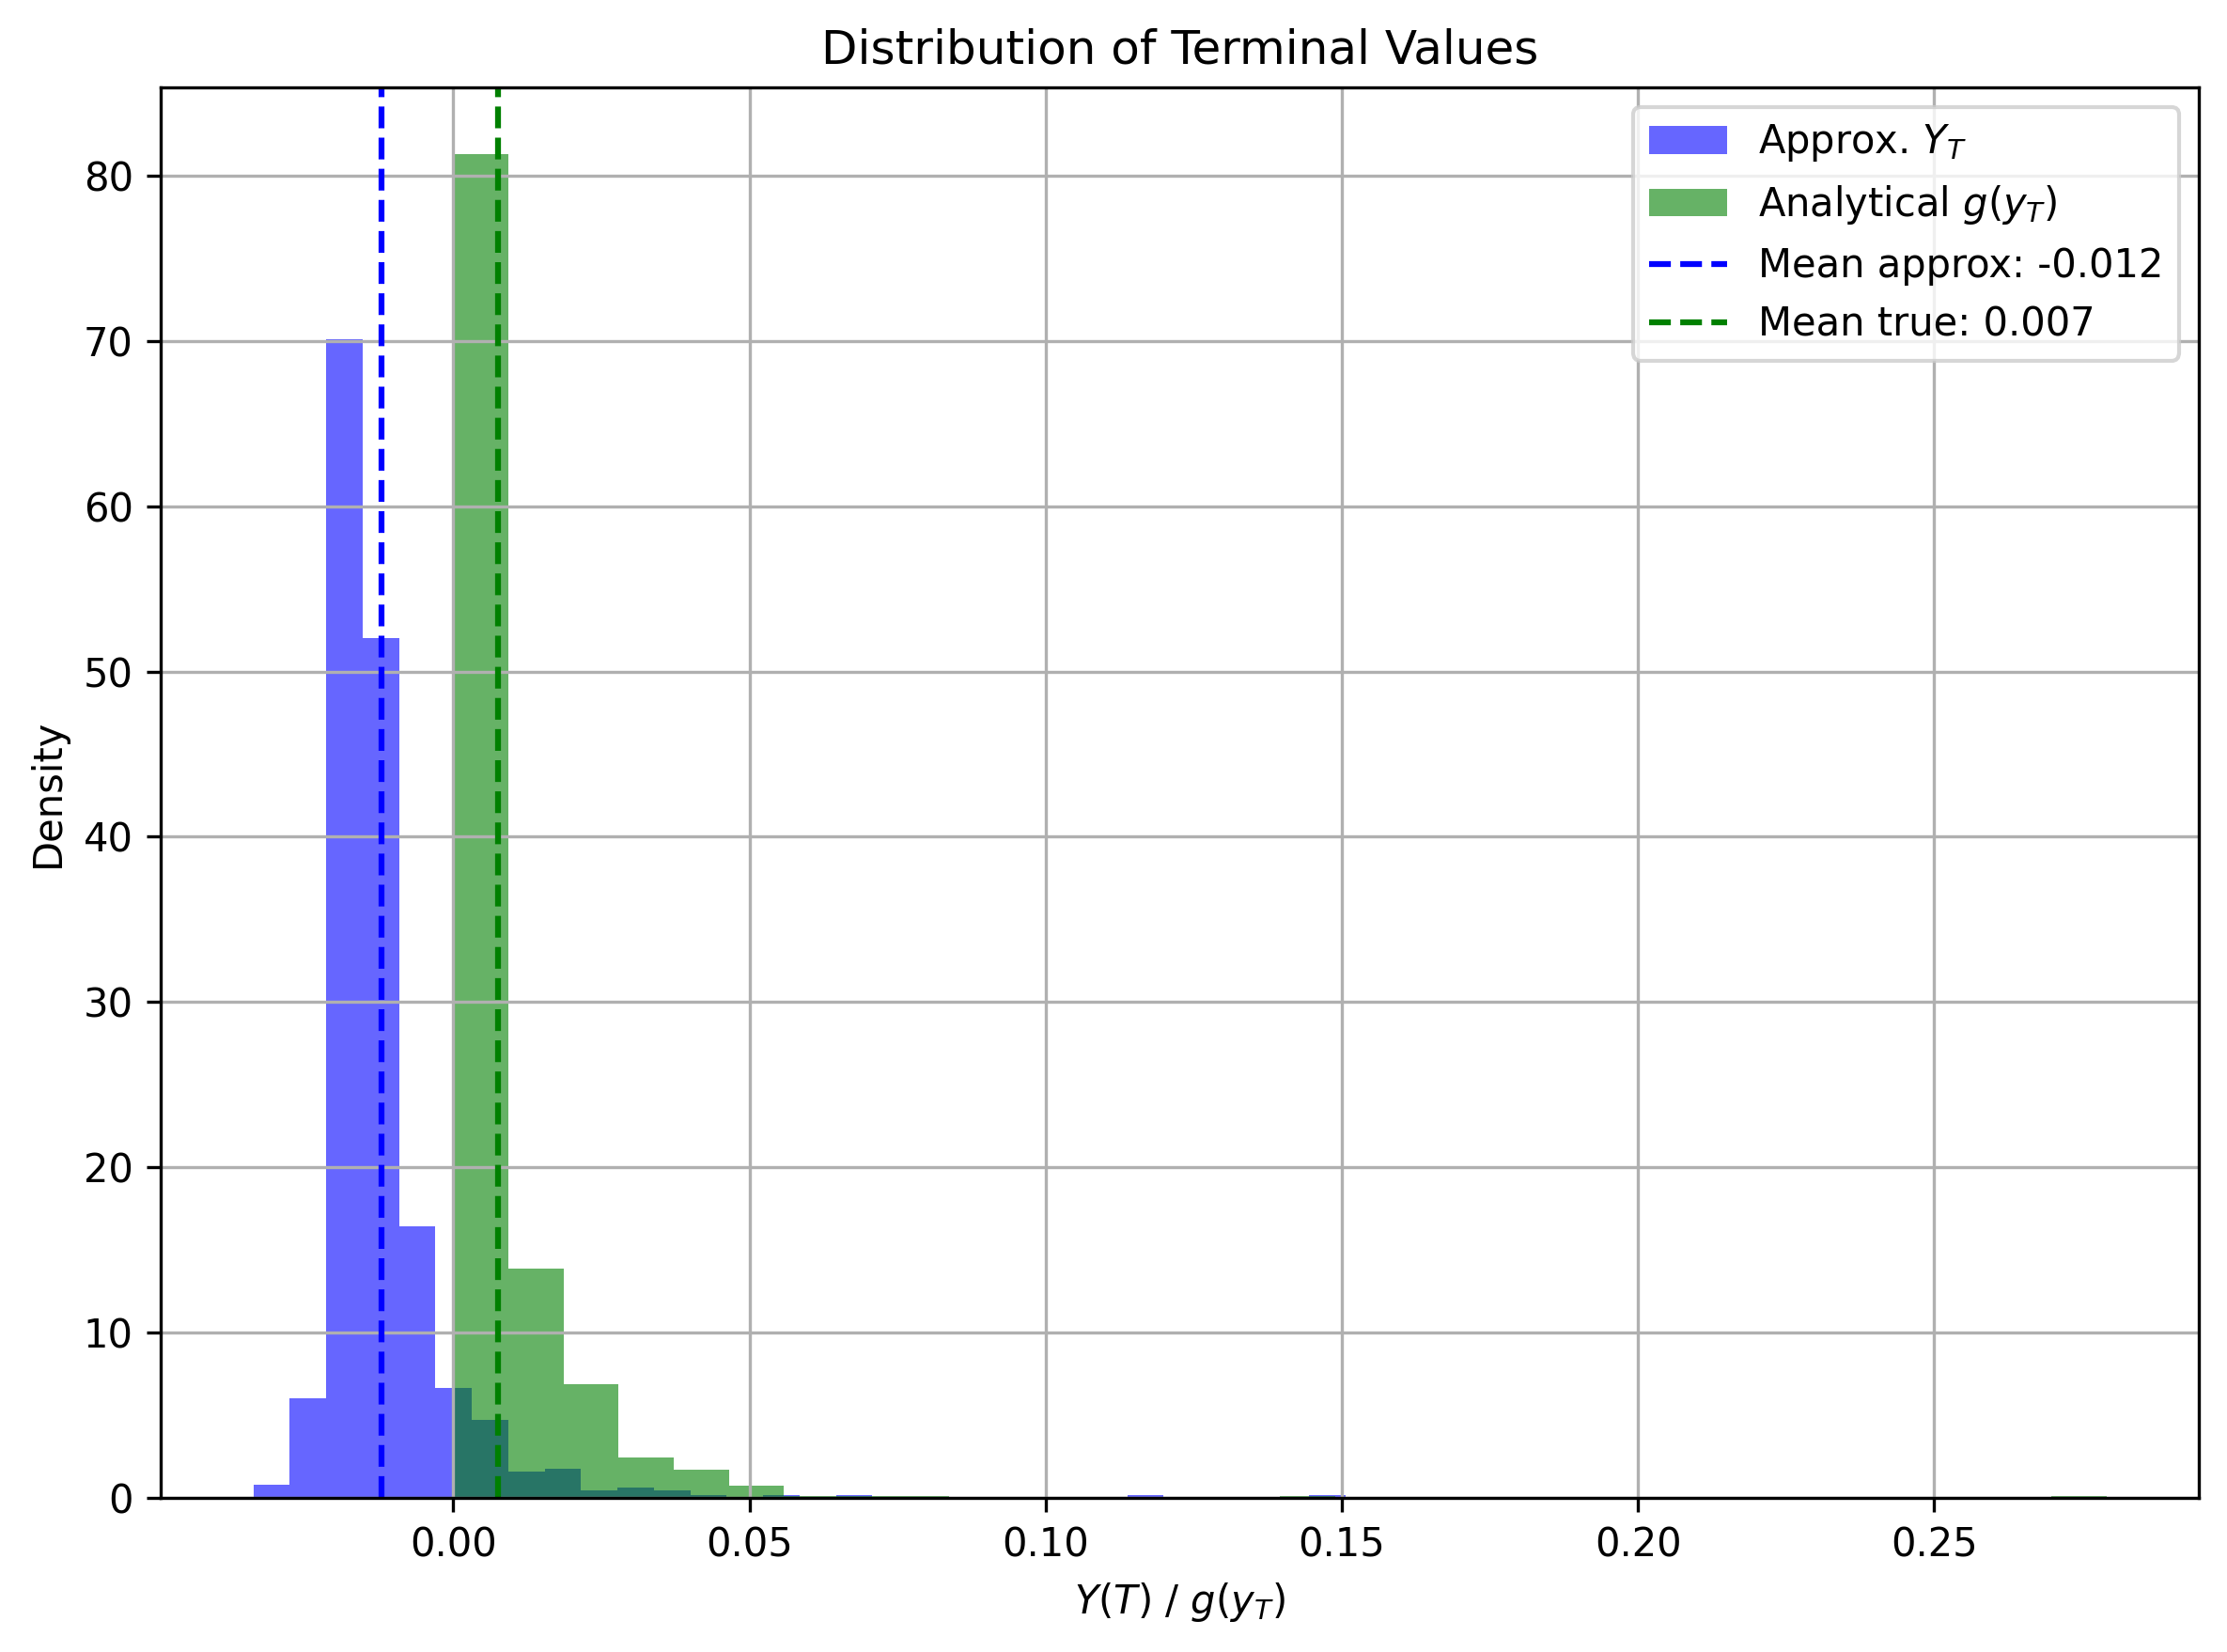 Distribution of Terminal Values
Approx. $Y_T$
Analytical $g(y_T)$
Mean approx: -0.012
Mean true: 0.007
80
70
60
50
40
30
20
10
0
Density
0.00 0.05 0.10 0.15 0.20 0.25
$Y(T)$ / $g(y_T)$